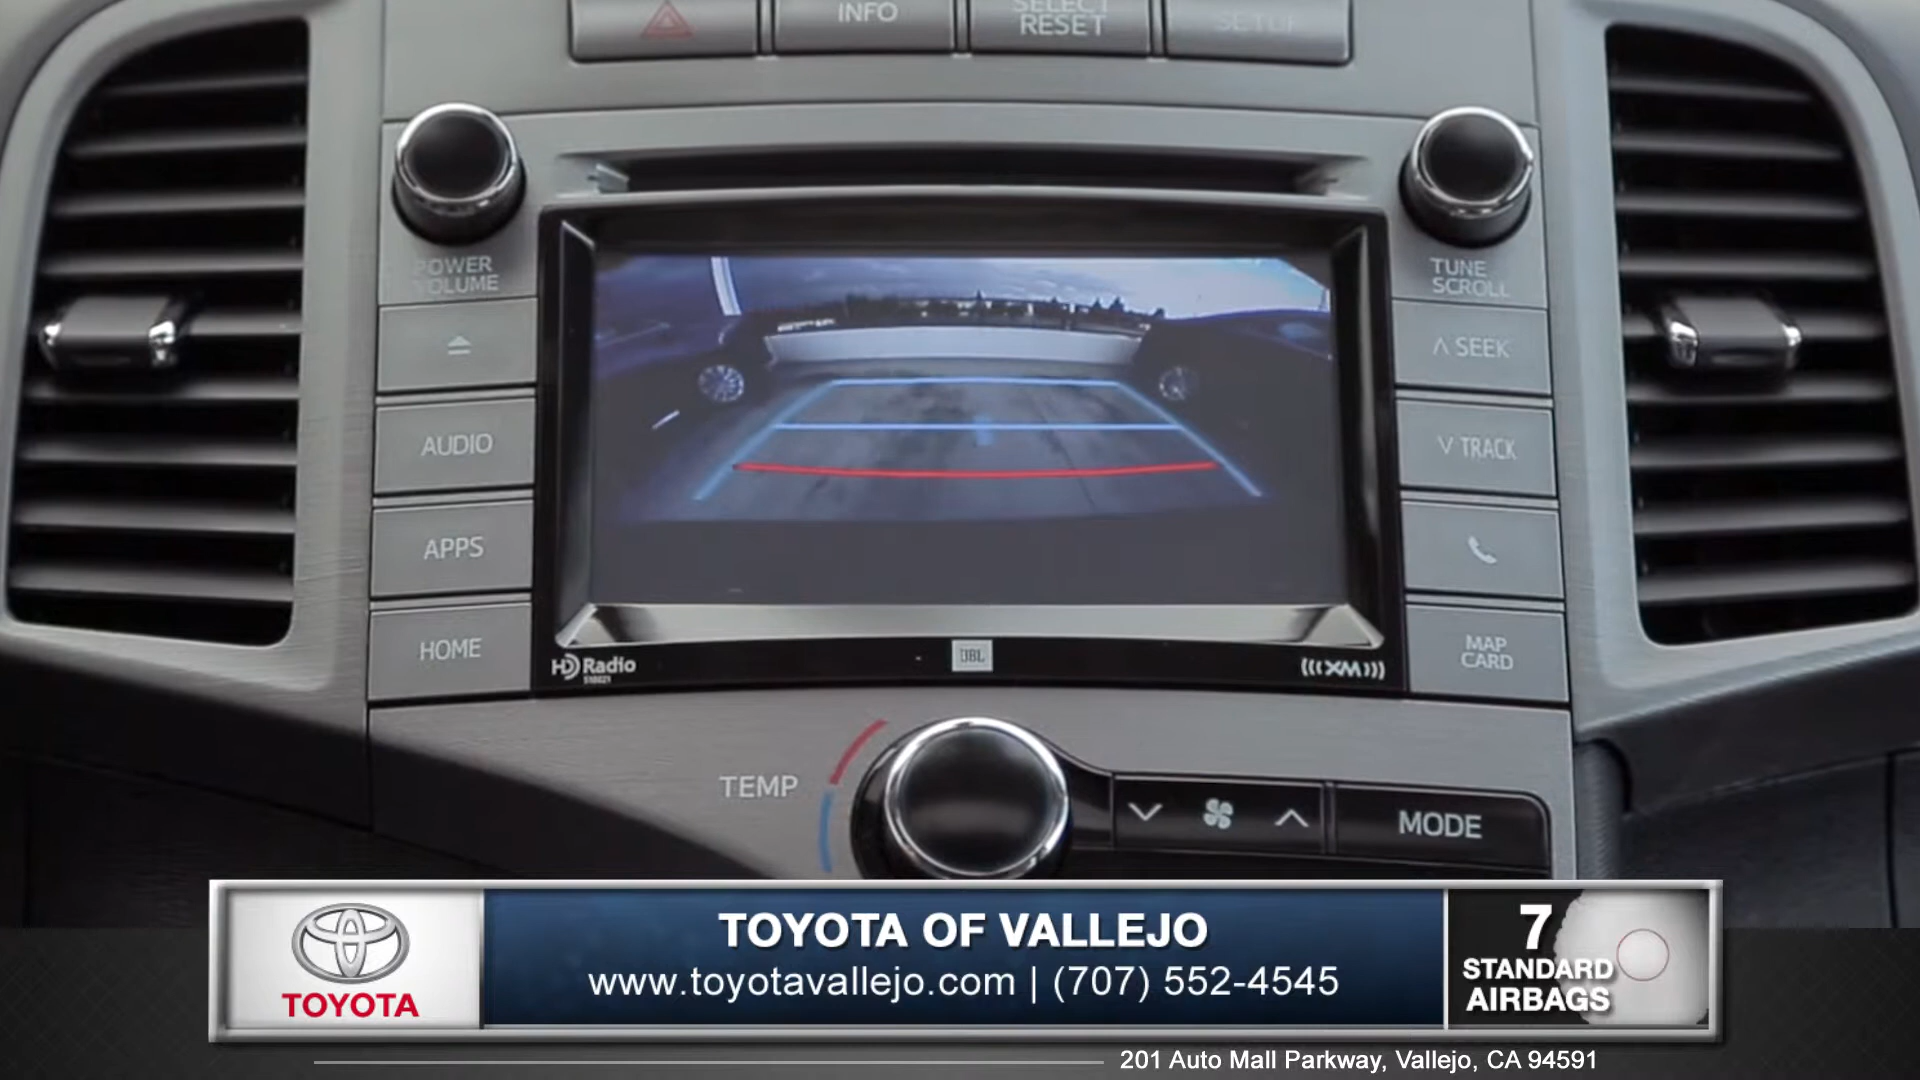 INFO
SELECT
RESET
SETUP
POWER
VOLUME
TUNE
SCROLL
AUDIO
APPS
HOME
∧ SEEK
∨ TRACK
MAP
CARD
HD Radio
JBL
(((XM)))
TEMP
MODE
TOYOTA
TOYOTA OF VALLEJO
www.toyotavallejo.com | (707) 552-4545
7
STANDARD
AIRBAGS
201 Auto Mall Parkway, Vallejo, CA 94591